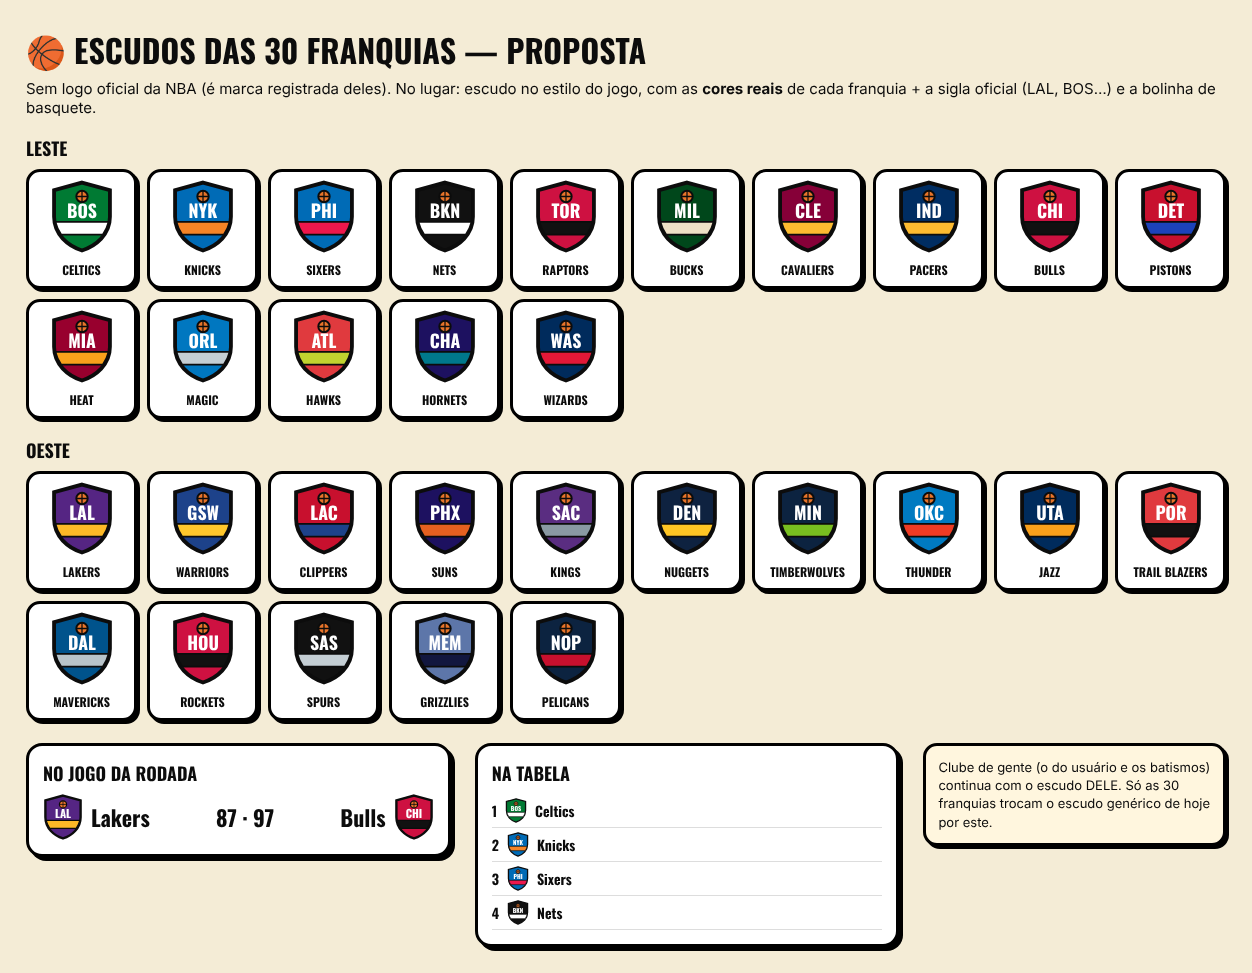 ESCUDOS DAS 30 FRANQUIAS — PROPOSTA
Sem logo oficial da NBA (é marca registrada deles). No lugar: escudo no estilo do jogo, com as cores reais de cada franquia + a sigla oficial (LAL, BOS...) e a bolinha de
basquete.
LESTE
BOS NYK PHI BKN TOR MIL CLE IND CHI DET
CELTICS KNICKS SIXERS NETS RAPTORS BUCKS CAVALIERS PACERS BULLS PISTONS
MIA ORL ATL CHA WAS
HEAT MAGIC HAWKS HORNETS WIZARDS
OESTE
LAL GSW LAC PHX SAC DEN MIN OKC UTA POR
LAKERS WARRIORS CLIPPERS SUNS KINGS NUGGETS TIMBERWOLVES THUNDER JAZZ TRAIL BLAZERS
DAL HOU SAS MEM NOP
MAVERICKS ROCKETS SPURS GRIZZLIES PELICANS
NO JOGO DA RODADA
LAL Lakers 87 · 97 Bulls CHI
NA TABELA
1 BOS Celtics
2 NYK Knicks
3 PHI Sixers
4 BKN Nets
Clube de gente (o do usuário e os batismos)
continua com o escudo DELE. Só as 30
franquias trocam o escudo genérico de hoje
por este.